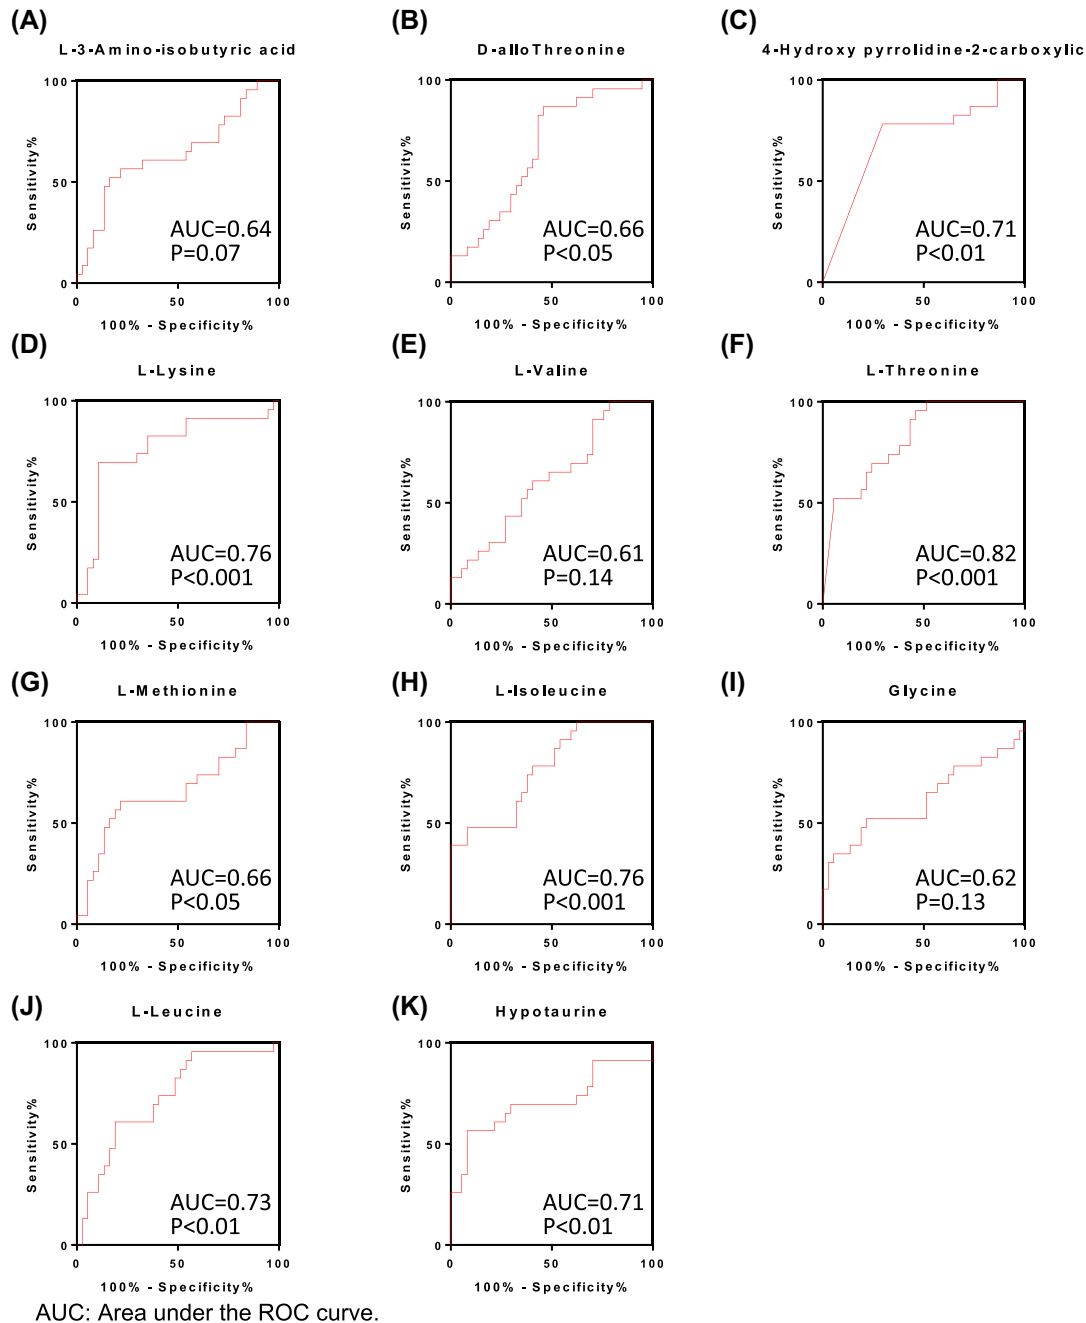 (A)
L-3-Amino-isobutyric acid
100
50
0
Sensitivity%
AUC=0.64
P=0.07
0 50 100
100% - Specificity%
(B)
D-alloThreonine
100
50
0
Sensitivity%
AUC=0.66
P<0.05
0 50 100
100% - Specificity%
(C)
4-Hydroxy pyrrolidine-2-carboxylic
100
50
0
Sensitivity%
AUC=0.71
P<0.01
0 50 100
100% - Specificity%
(D)
L-Lysine
100
50
0
Sensitivity%
AUC=0.76
P<0.001
0 50 100
100% - Specificity%
(E)
L-Valine
100
50
0
Sensitivity%
AUC=0.61
P=0.14
0 50 100
100% - Specificity%
(F)
L-Threonine
100
50
0
Sensitivity%
AUC=0.82
P<0.001
0 50 100
100% - Specificity%
(G)
L-Methionine
100
50
0
Sensitivity%
AUC=0.66
P<0.05
0 50 100
100% - Specificity%
(H)
L-Isoleucine
100
50
0
Sensitivity%
AUC=0.76
P<0.001
0 50 100
100% - Specificity%
(I)
Glycine
100
50
0
Sensitivity%
AUC=0.62
P=0.13
0 50 100
100% - Specificity%
(J)
L-Leucine
100
50
0
Sensitivity%
AUC=0.73
P<0.01
0 50 100
100% - Specificity%
(K)
Hypotaurine
100
50
0
Sensitivity%
AUC=0.71
P<0.01
0 50 100
100% - Specificity%
AUC: Area under the ROC curve.